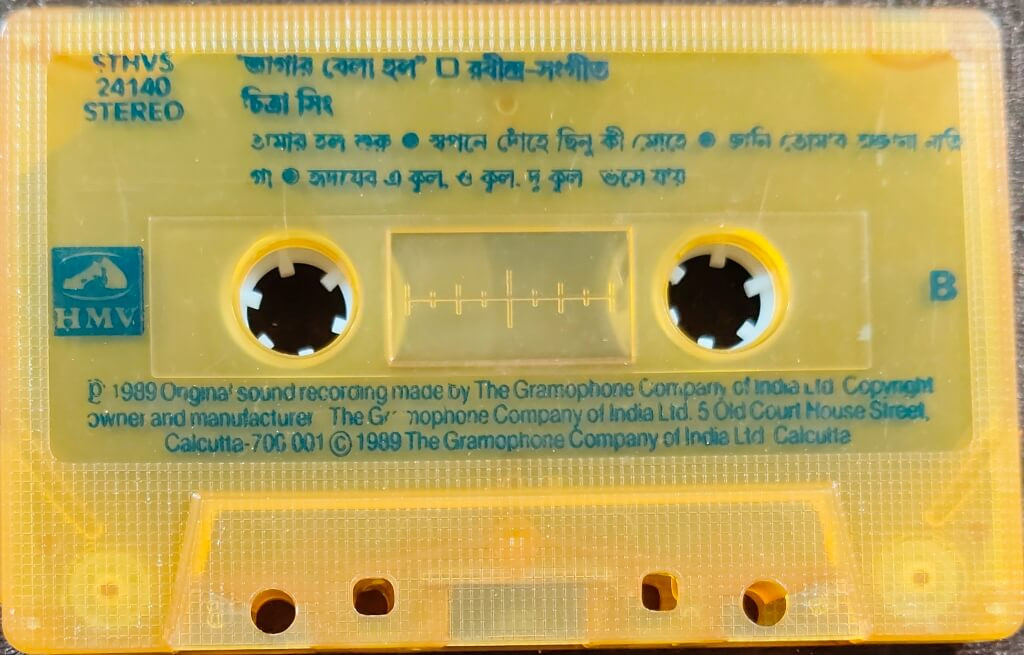 STHVS
24140
STEREO
"জাগার বেলা হল" রবীন্দ্র-সংগীত
চিত্রা সিং
হল শুরু ● স্বপনে দোঁহে ছিনু কী মোহে ● জানি তোমার
● হৃদয়ের এ কূল, ও কূল, দু কূল ভেসে যায়
HMV
B
℗ 1989 Original sound recording made by The Gramophone Company of India Ltd Copyright
owner and manufacturer The Gramophone Company of India Ltd. 5 Old Court House Street,
Calcutta-700 001 © 1989 The Gramophone Company of India Ltd Calcutta